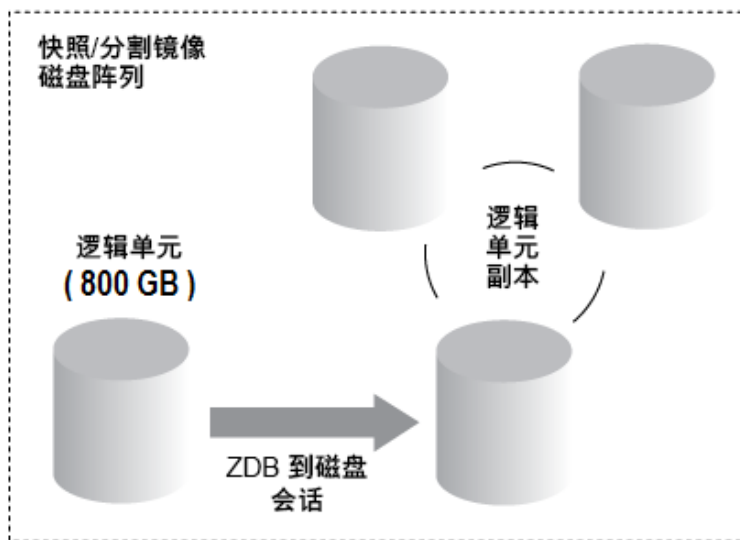 快照/分割镜像
磁盘阵列
逻辑
单元
副本
逻辑单元
( 800 GB )
ZDB 到磁盘
会话